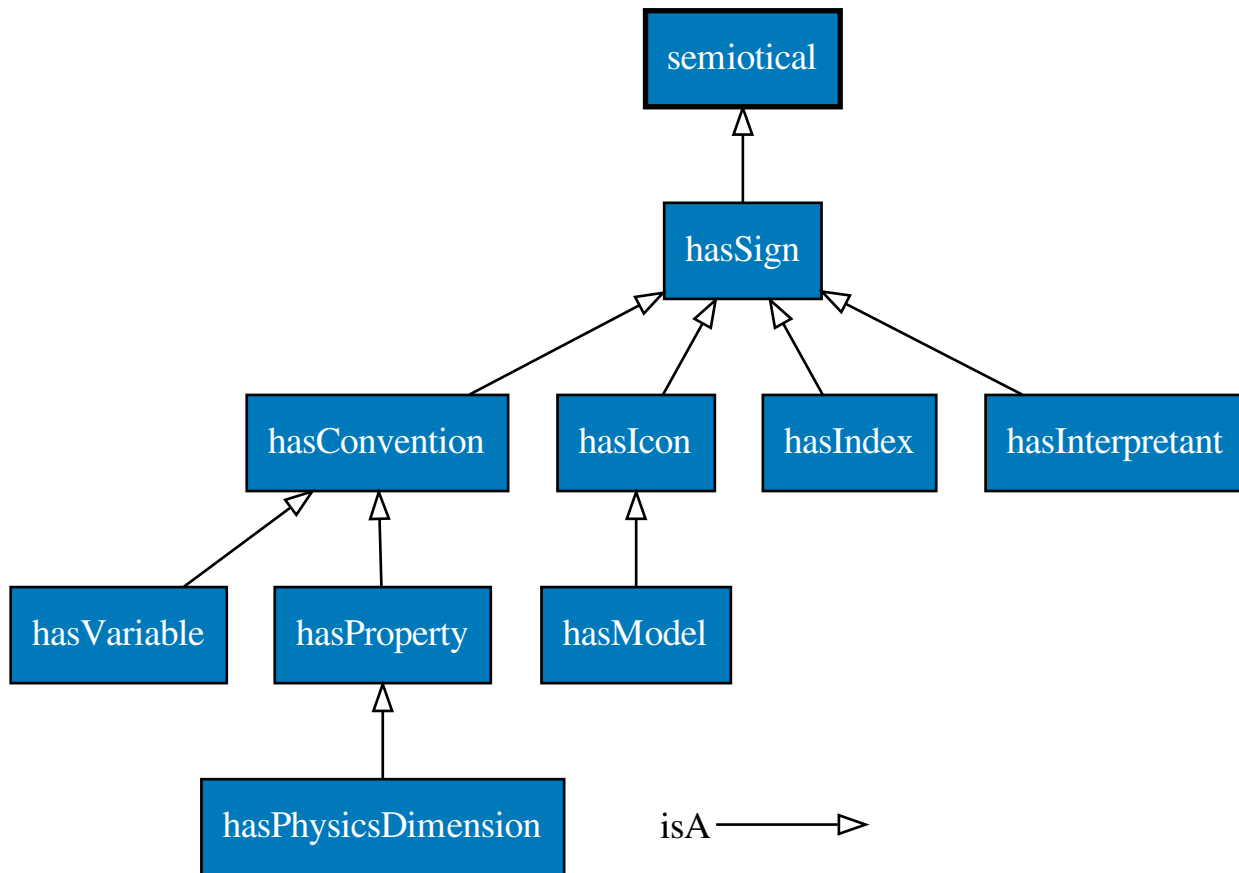 semiotical
hasSign
hasConvention
hasIcon
hasIndex
hasInterpretant
hasVariable
hasProperty
hasModel
hasPhysicsDimension
isA